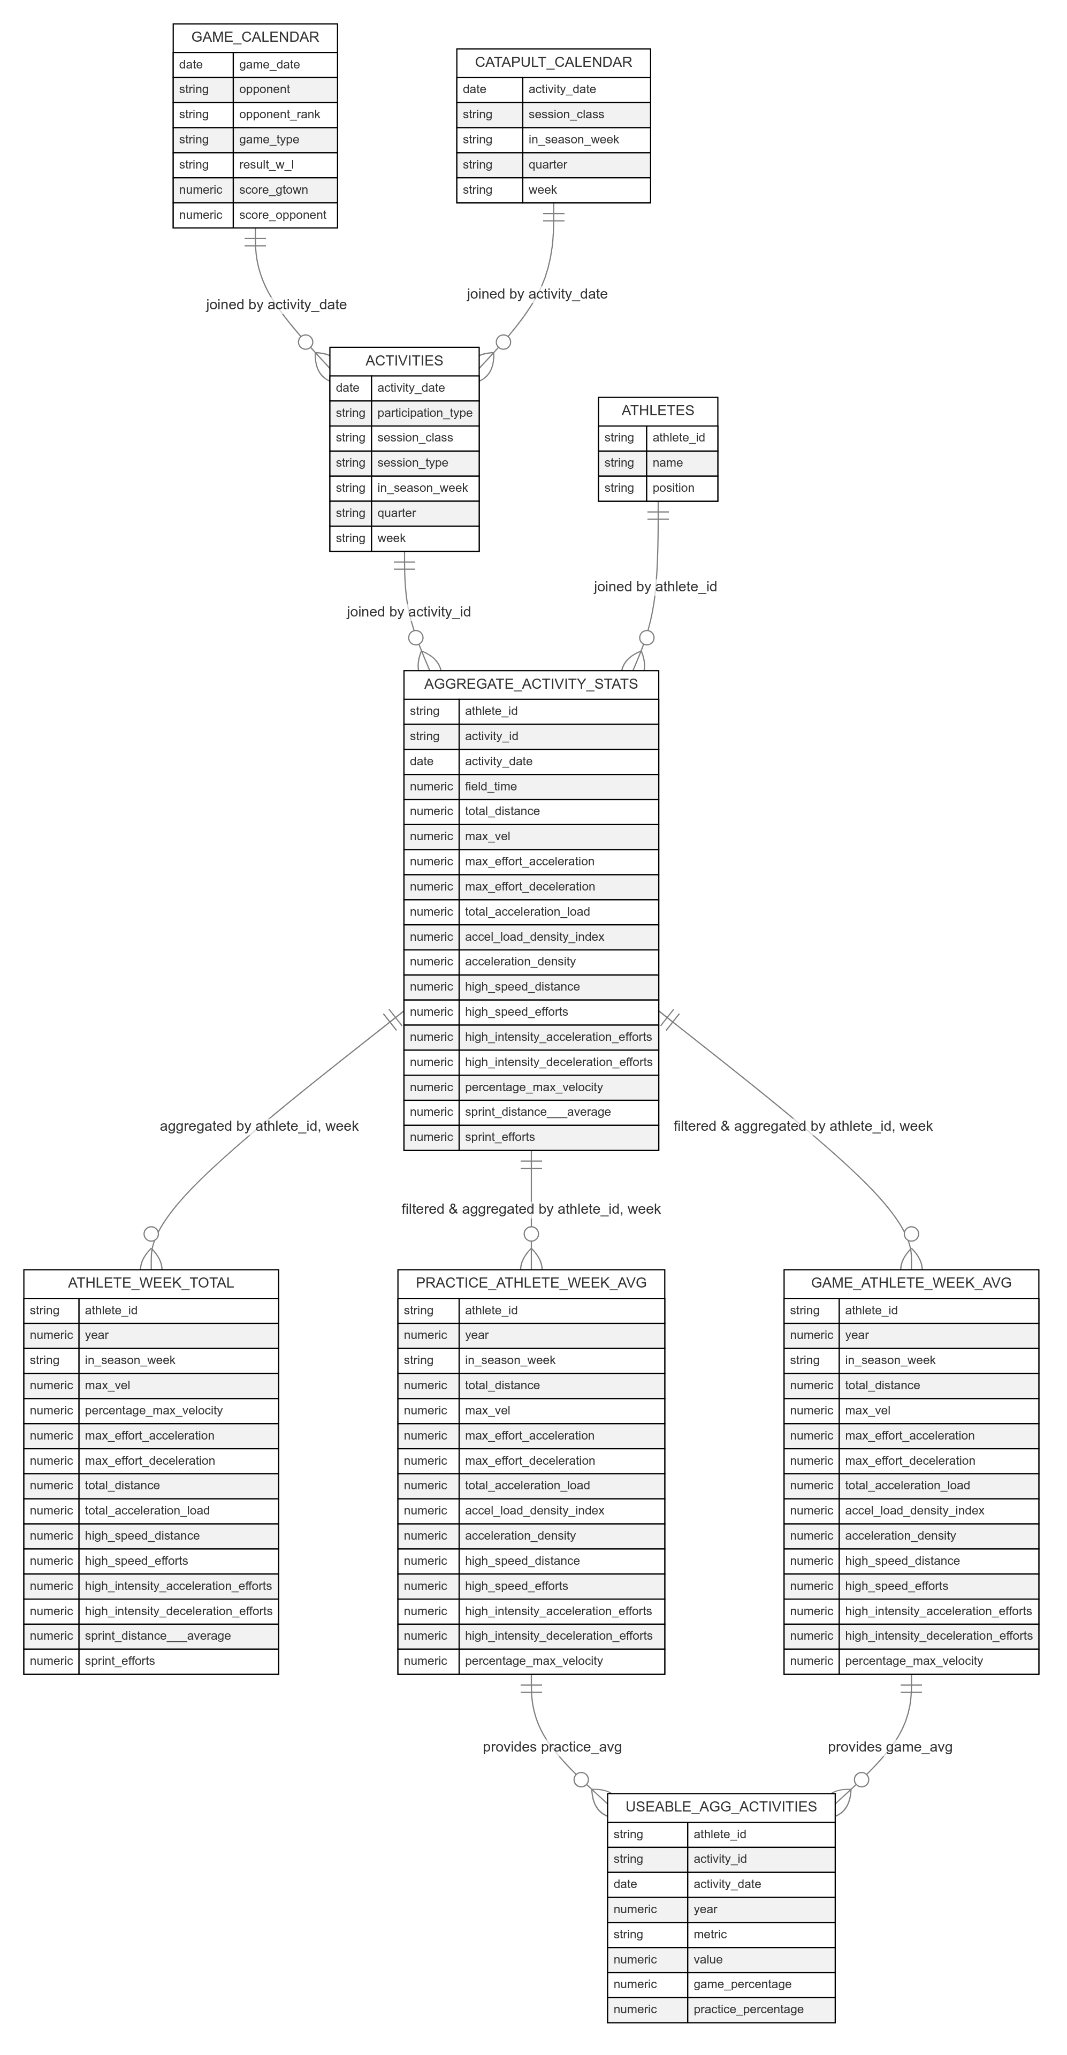 GAME_CALENDAR
date game_date
string opponent
string opponent_rank
string game_type
string result_w_l
numeric score_gtown
numeric score_opponent
CATAPULT_CALENDAR
date activity_date
string session_class
string in_season_week
string quarter
string week
joined by activity_date
joined by activity_date
ACTIVITIES
date activity_date
string participation_type
string session_class
string session_type
string in_season_week
string quarter
string week
ATHLETES
string athlete_id
string name
string position
joined by activity_id
joined by athlete_id
AGGREGATE_ACTIVITY_STATS
string athlete_id
string activity_id
date activity_date
numeric field_time
numeric total_distance
numeric max_vel
numeric max_effort_acceleration
numeric max_effort_deceleration
numeric total_acceleration_load
numeric accel_load_density_index
numeric acceleration_density
numeric high_speed_distance
numeric high_speed_efforts
numeric high_intensity_acceleration_efforts
numeric high_intensity_deceleration_efforts
numeric percentage_max_velocity
numeric sprint_distance___average
numeric sprint_efforts
aggregated by athlete_id, week
filtered & aggregated by athlete_id, week
filtered & aggregated by athlete_id, week
ATHLETE_WEEK_TOTAL
string athlete_id
numeric year
string in_season_week
numeric max_vel
numeric percentage_max_velocity
numeric max_effort_acceleration
numeric max_effort_deceleration
numeric total_distance
numeric total_acceleration_load
numeric high_speed_distance
numeric high_speed_efforts
numeric high_intensity_acceleration_efforts
numeric high_intensity_deceleration_efforts
numeric sprint_distance___average
numeric sprint_efforts
PRACTICE_ATHLETE_WEEK_AVG
string athlete_id
numeric year
string in_season_week
numeric total_distance
numeric max_vel
numeric max_effort_acceleration
numeric max_effort_deceleration
numeric total_acceleration_load
numeric accel_load_density_index
numeric acceleration_density
numeric high_speed_distance
numeric high_speed_efforts
numeric high_intensity_acceleration_efforts
numeric high_intensity_deceleration_efforts
numeric percentage_max_velocity
GAME_ATHLETE_WEEK_AVG
string athlete_id
numeric year
string in_season_week
numeric total_distance
numeric max_vel
numeric max_effort_acceleration
numeric max_effort_deceleration
numeric total_acceleration_load
numeric accel_load_density_index
numeric acceleration_density
numeric high_speed_distance
numeric high_speed_efforts
numeric high_intensity_acceleration_efforts
numeric high_intensity_deceleration_efforts
numeric percentage_max_velocity
provides practice_avg
provides game_avg
USEABLE_AGG_ACTIVITIES
string athlete_id
string activity_id
date activity_date
numeric year
string metric
numeric value
numeric game_percentage
numeric practice_percentage